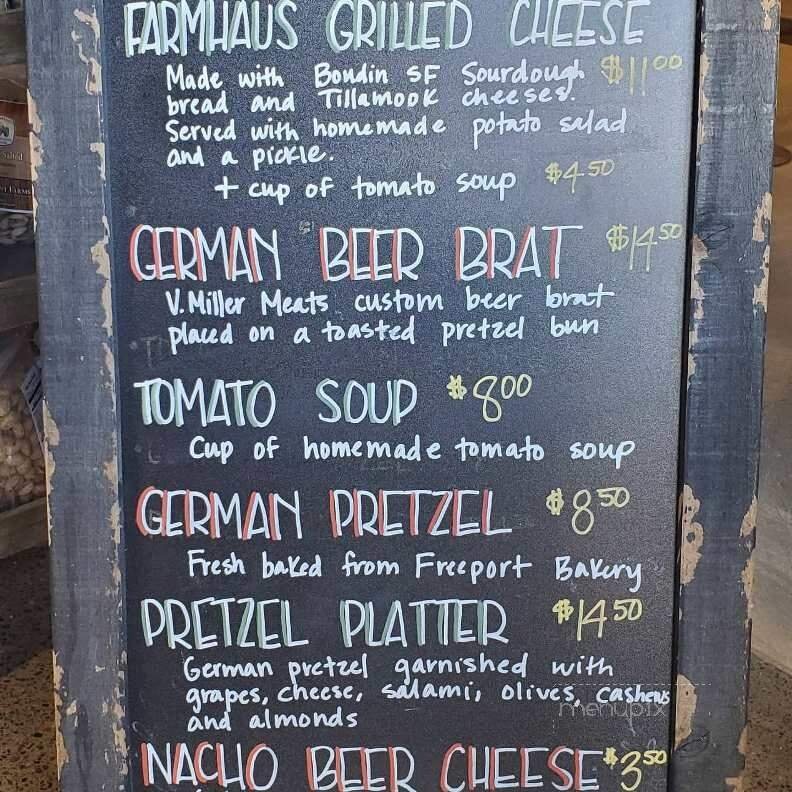 FARMHAUS GRILLED CHEESE
Made with Boudin SF Sourdough $11.00
bread and Tillamook cheeses.
Served with homemade potato salad
and a pickle.
+ cup of tomato soup $4.50
GERMAN BEER BRAT $14.50
V. Miller Meats custom beer brat
placed on a toasted pretzel bun
TOMATO SOUP $8.00
Cup of homemade tomato soup
GERMAN PRETZEL $8.50
Fresh baked from Freeport Bakery
PRETZEL PLATTER $14.50
German pretzel garnished with
grapes, cheese, salami, olives, cashews
and almonds
menupix
NACHO BEER CHEESE $3.50